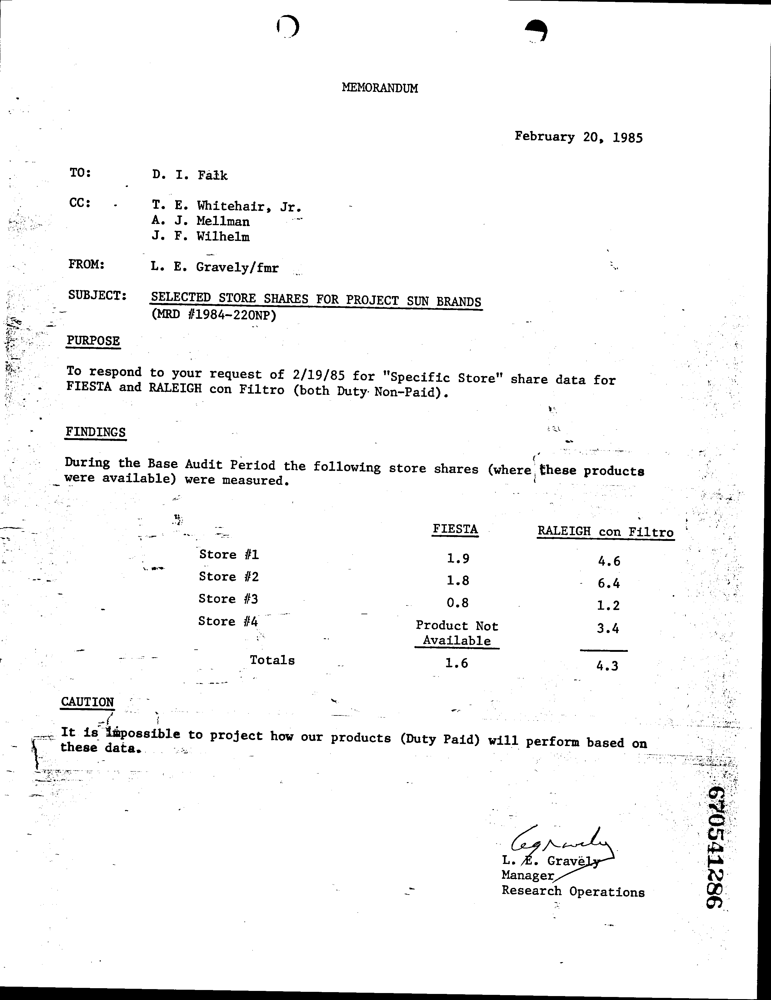 MEMORANDUM
February 20, 1985
TO: D. I. Falk
CC: T. E. Whitehair, Jr.
A. J. Mellman
J. F. Wilhelm
FROM: L. E. Gravely/fmr
SUBJECT: SELECTED STORE SHARES FOR PROJECT SUN BRANDS
(MRD #1984-220NP)
PURPOSE
To respond to your request of 2/19/85 for "Specific Store" share data for
FIESTA and RALEIGH con Filtro (both Duty Non-Paid).
FINDINGS
During the Base Audit Period the following store shares (where these products
were available) were measured.
FIESTA RALEIGH con Filtro
Store #1 1.9 4.6
Store #2 1.8 6.4
Store #3 0.8 1.2
Store #4 Product Not 3.4
Available
Totals 1.6 4.3
CAUTION
It is impossible to project how our products (Duty Paid) will perform based on
these data.
L. E. Gravely
Manager
Research Operations
670541286